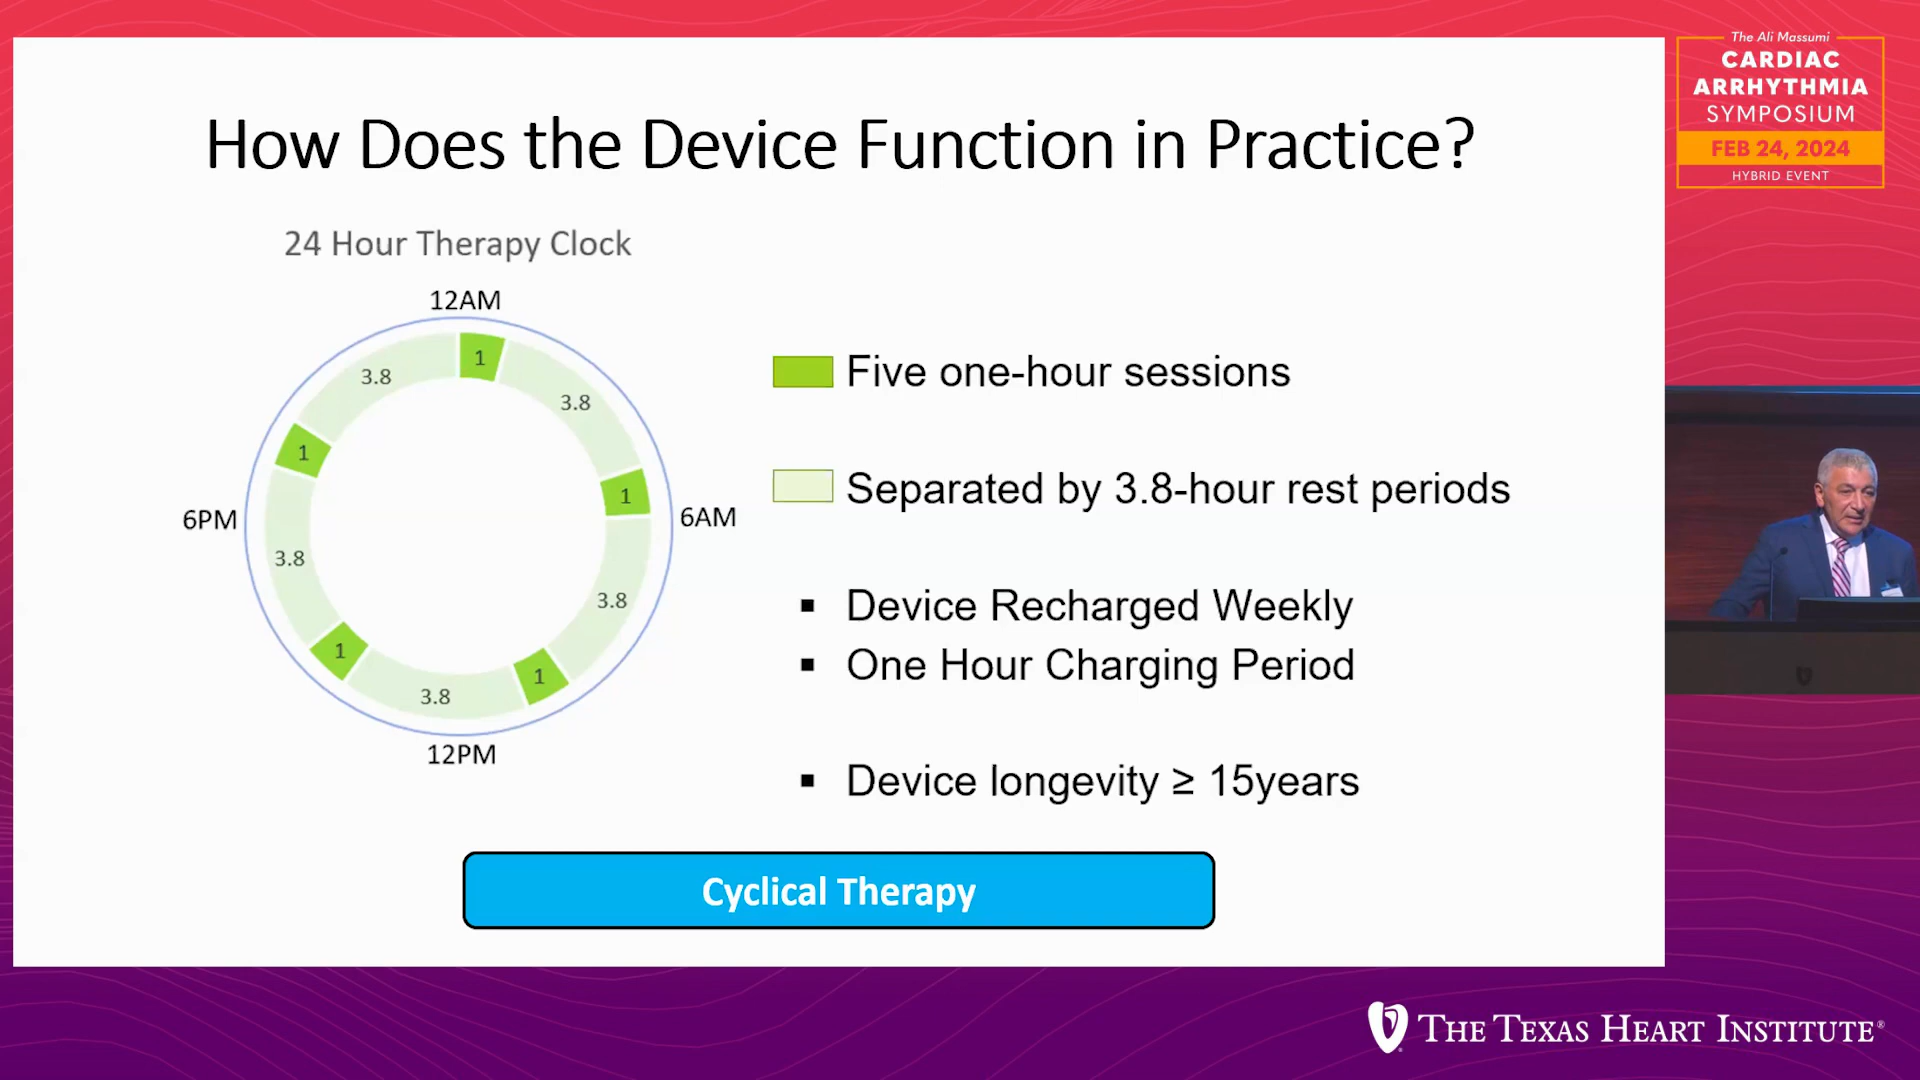 How Does the Device Function in Practice?
24 Hour Therapy Clock
12AM
1
3.8
1
6AM
3.8
1
12PM
3.8
1
3.8
6PM
1
3.8
Five one-hour sessions
Separated by 3.8-hour rest periods
▪ Device Recharged Weekly
▪ One Hour Charging Period
▪ Device longevity ≥ 15years
Cyclical Therapy
The Ali Massumi
CARDIAC
ARRHYTHMIA
SYMPOSIUM
FEB 24, 2024
HYBRID EVENT
THE TEXAS HEART INSTITUTE®